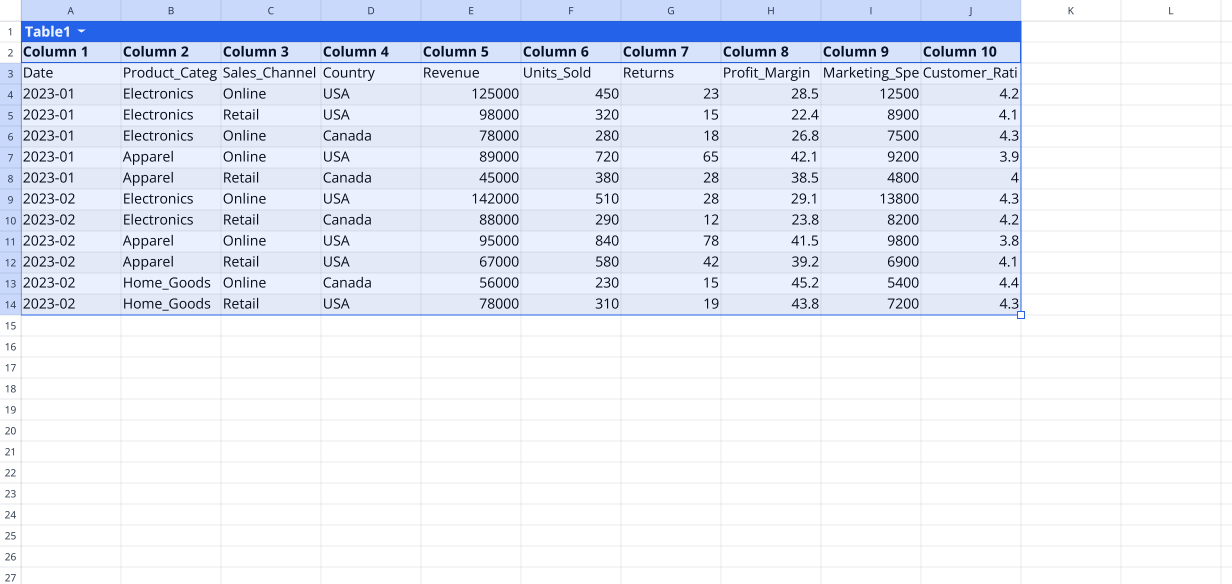 A B C D E F G H I J K L
1 Table1
2 Column 1 Column 2 Column 3 Column 4 Column 5 Column 6 Column 7 Column 8 Column 9 Column 10
3 Date Product_Categ Sales_Channel Country Revenue Units_Sold Returns Profit_Margin Marketing_Spe Customer_Rati
4 2023-01 Electronics Online USA 125000 450 23 28.5 12500 4.2
5 2023-01 Electronics Retail USA 98000 320 15 22.4 8900 4.1
6 2023-01 Electronics Online Canada 78000 280 18 26.8 7500 4.3
7 2023-01 Apparel Online USA 89000 720 65 42.1 9200 3.9
8 2023-01 Apparel Retail Canada 45000 380 28 38.5 4800 4
9 2023-02 Electronics Online USA 142000 510 28 29.1 13800 4.3
10 2023-02 Electronics Retail Canada 88000 290 12 23.8 8200 4.2
11 2023-02 Apparel Online USA 95000 840 78 41.5 9800 3.8
12 2023-02 Apparel Retail USA 67000 580 42 39.2 6900 4.1
13 2023-02 Home_Goods Online Canada 56000 230 15 45.2 5400 4.4
14 2023-02 Home_Goods Retail USA 78000 310 19 43.8 7200 4.3
15
16
17
18
19
20
21
22
23
24
25
26
27